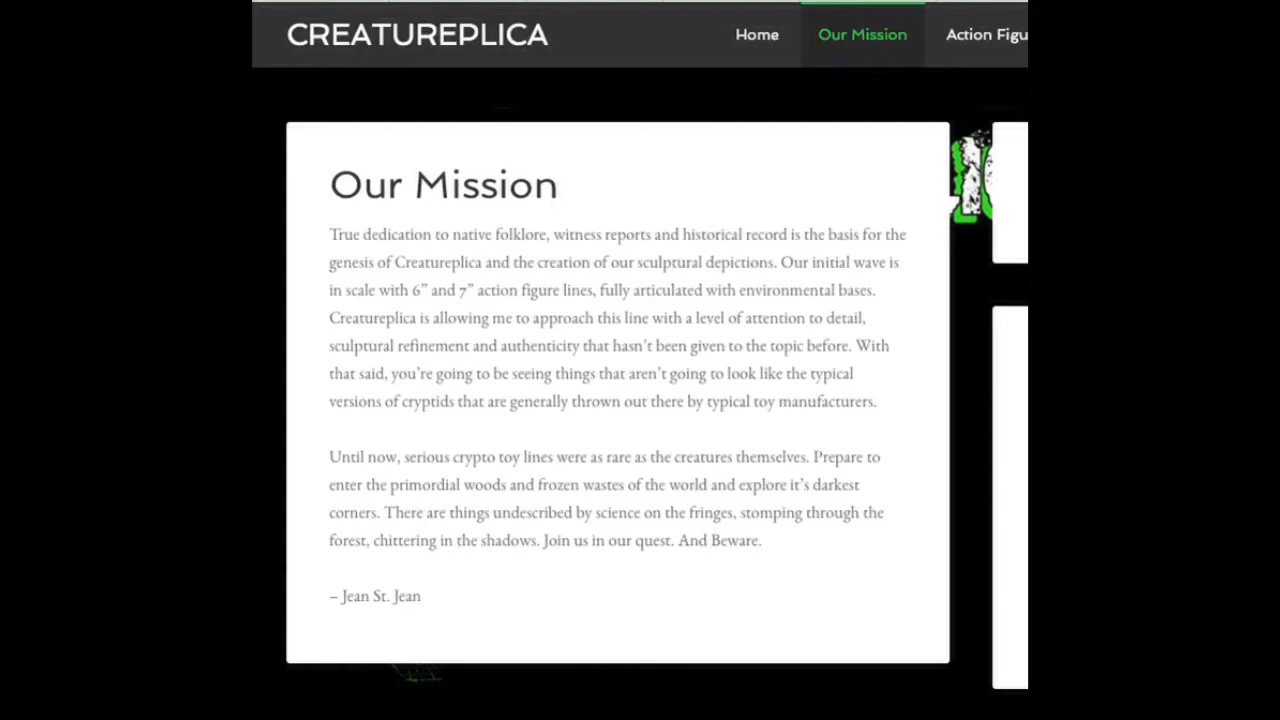 CREATUREPLICA
Home Our Mission Action Figu
Our Mission
True dedication to native folklore, witness reports and historical record is the basis for the
genesis of Creatureplica and the creation of our sculptural depictions. Our initial wave is
in scale with 6” and 7” action figure lines, fully articulated with environmental bases.
Creatureplica is allowing me to approach this line with a level of attention to detail,
sculptural refinement and authenticity that hasn’t been given to the topic before. With
that said, you’re going to be seeing things that aren’t going to look like the typical
versions of cryptids that are generally thrown out there by typical toy manufacturers.
Until now, serious crypto toy lines were as rare as the creatures themselves. Prepare to
enter the primordial woods and frozen wastes of the world and explore it’s darkest
corners. There are things undescribed by science on the fringes, stomping through the
forest, chittering in the shadows. Join us in our quest. And Beware.
– Jean St. Jean